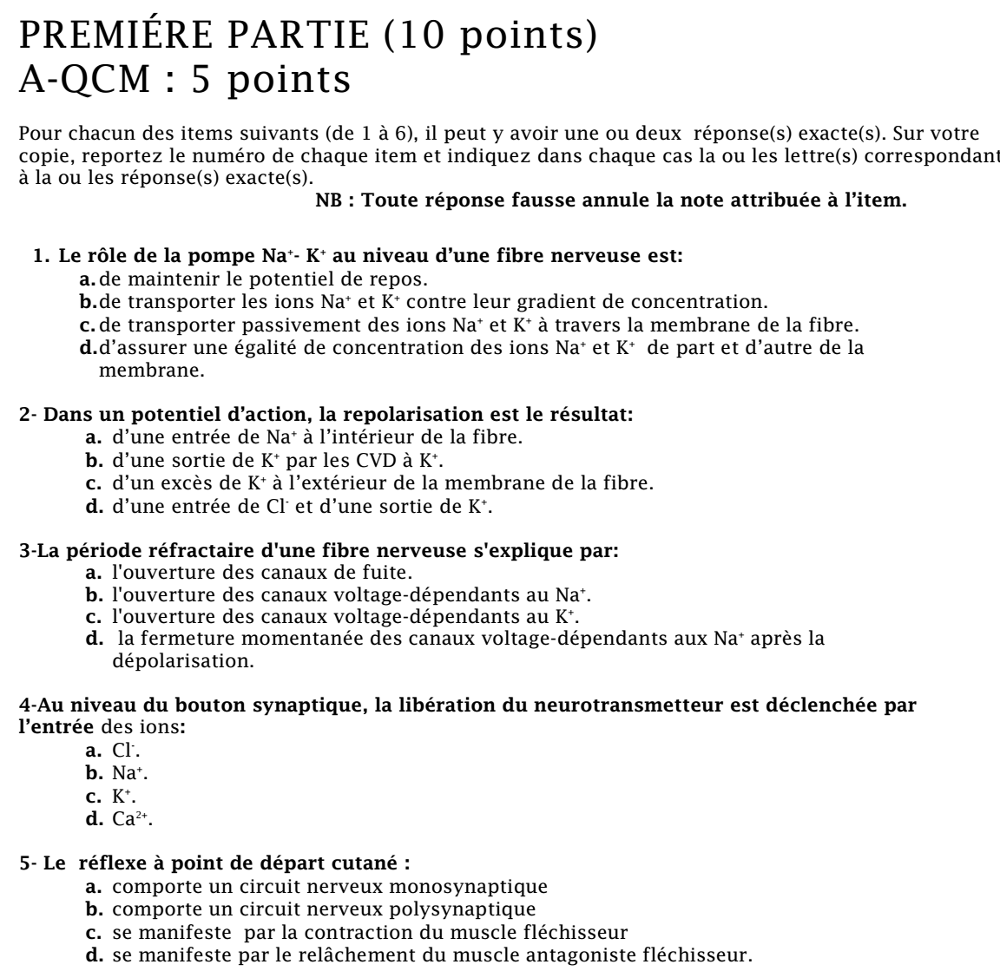 PREMIÉRE PARTIE (10 points)
A-QCM : 5 points
Pour chacun des items suivants (de 1 à 6), il peut y avoir une ou deux  réponse(s) exacte(s). Sur votre
copie, reportez le numéro de chaque item et indiquez dans chaque cas la ou les lettre(s) correspondant
à la ou les réponse(s) exacte(s).
NB : Toute réponse fausse annule la note attribuée à l’item.
1. Le rôle de la pompe Na⁺- K⁺ au niveau d’une fibre nerveuse est:
a. de maintenir le potentiel de repos.
b.de transporter les ions Na⁺ et K⁺ contre leur gradient de concentration.
c. de transporter passivement des ions Na⁺ et K⁺ à travers la membrane de la fibre.
d.d’assurer une égalité de concentration des ions Na⁺ et K⁺  de part et d’autre de la
membrane.
2- Dans un potentiel d’action, la repolarisation est le résultat:
a. d’une entrée de Na⁺ à l’intérieur de la fibre.
b. d’une sortie de K⁺ par les CVD à K⁺.
c. d’un excès de K⁺ à l’extérieur de la membrane de la fibre.
d. d’une entrée de Cl⁻ et d’une sortie de K⁺.
3-La période réfractaire d'une fibre nerveuse s'explique par:
a. l'ouverture des canaux de fuite.
b. l'ouverture des canaux voltage-dépendants au Na⁺.
c. l'ouverture des canaux voltage-dépendants au K⁺.
d. la fermeture momentanée des canaux voltage-dépendants aux Na⁺ après la
dépolarisation.
4-Au niveau du bouton synaptique, la libération du neurotransmetteur est déclenchée par
l’entrée des ions:
a. Cl⁻.
b. Na⁺.
c. K⁺.
d. Ca²⁺.
5- Le  réflexe à point de départ cutané :
a. comporte un circuit nerveux monosynaptique
b. comporte un circuit nerveux polysynaptique
c. se manifeste  par la contraction du muscle fléchisseur
d. se manifeste par le relâchement du muscle antagoniste fléchisseur.